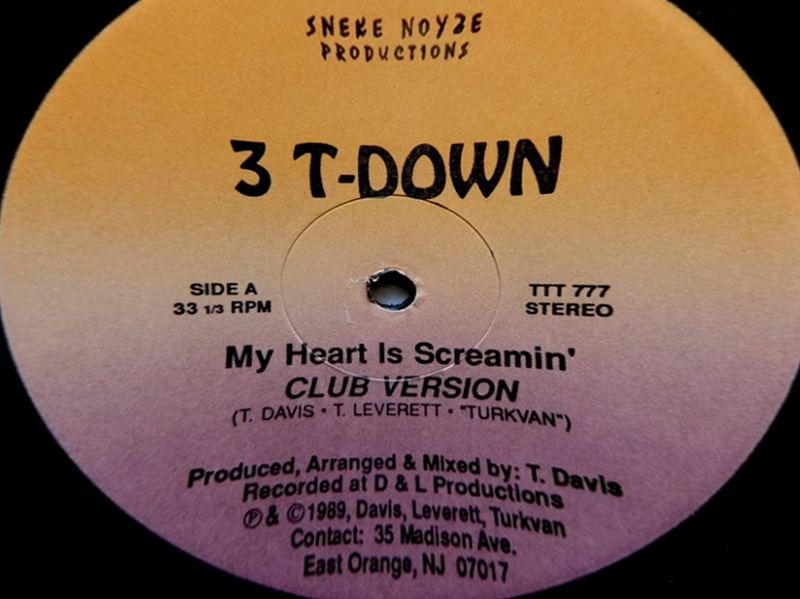 SNEKE NOYZE
PRODUCTIONS
3 T-DOWN
SIDE A
33 1/3 RPM
TTT 777
STEREO
My Heart Is Screamin'
CLUB VERSION
(T. DAVIS • T. LEVERETT • "TURKVAN")
Produced, Arranged & Mixed by: T. Davis
Recorded at D & L Productions
℗ & ©1989, Davis, Leverett, Turkvan
Contact: 35 Madison Ave.
East Orange, NJ 07017